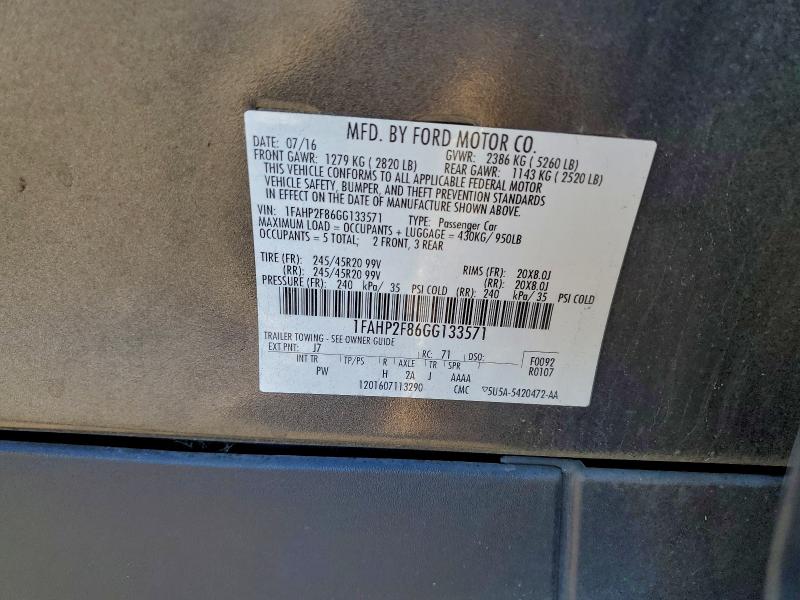 MFD. BY FORD MOTOR CO.
DATE: 07/16 GVWR: 2386 KG ( 5260 LB)
FRONT GAWR: 1279 KG ( 2820 LB) REAR GAWR: 1143 KG ( 2520 LB)
THIS VEHICLE CONFORMS TO ALL APPLICABLE FEDERAL MOTOR
VEHICLE SAFETY, BUMPER, AND THEFT PREVENTION STANDARDS
IN EFFECT ON THE DATE OF MANUFACTURE SHOWN ABOVE.
VIN: 1FAHP2F86GG133571 TYPE: Passenger Car
MAXIMUM LOAD = OCCUPANTS + LUGGAGE = 430KG/ 950LB
OCCUPANTS = 5 TOTAL; 2 FRONT, 3 REAR
TIRE (FR): 245/45R20 99V RIMS (FR): 20X8.0J
(RR): 245/45R20 99V (RR): 20X8.0J
PRESSURE (FR): 240 kPa/ 35 PSI COLD (RR): 240 kPa/ 35 PSI COLD
1FAHP2F86GG133571
TRAILER TOWING - SEE OWNER GUIDE
EXT PNT: J7 RC: 71 DSO: F0092
INT TR TP/PS R AXLE TR SPR R0107
PW H 2A J AAAA
1201607113290 CMC 5U5A-5420472-AA